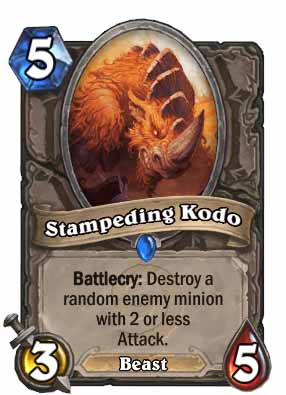 5
Stampeding Kodo
Battlecry: Destroy a
random enemy minion
with 2 or less
Attack.
3
Beast
5